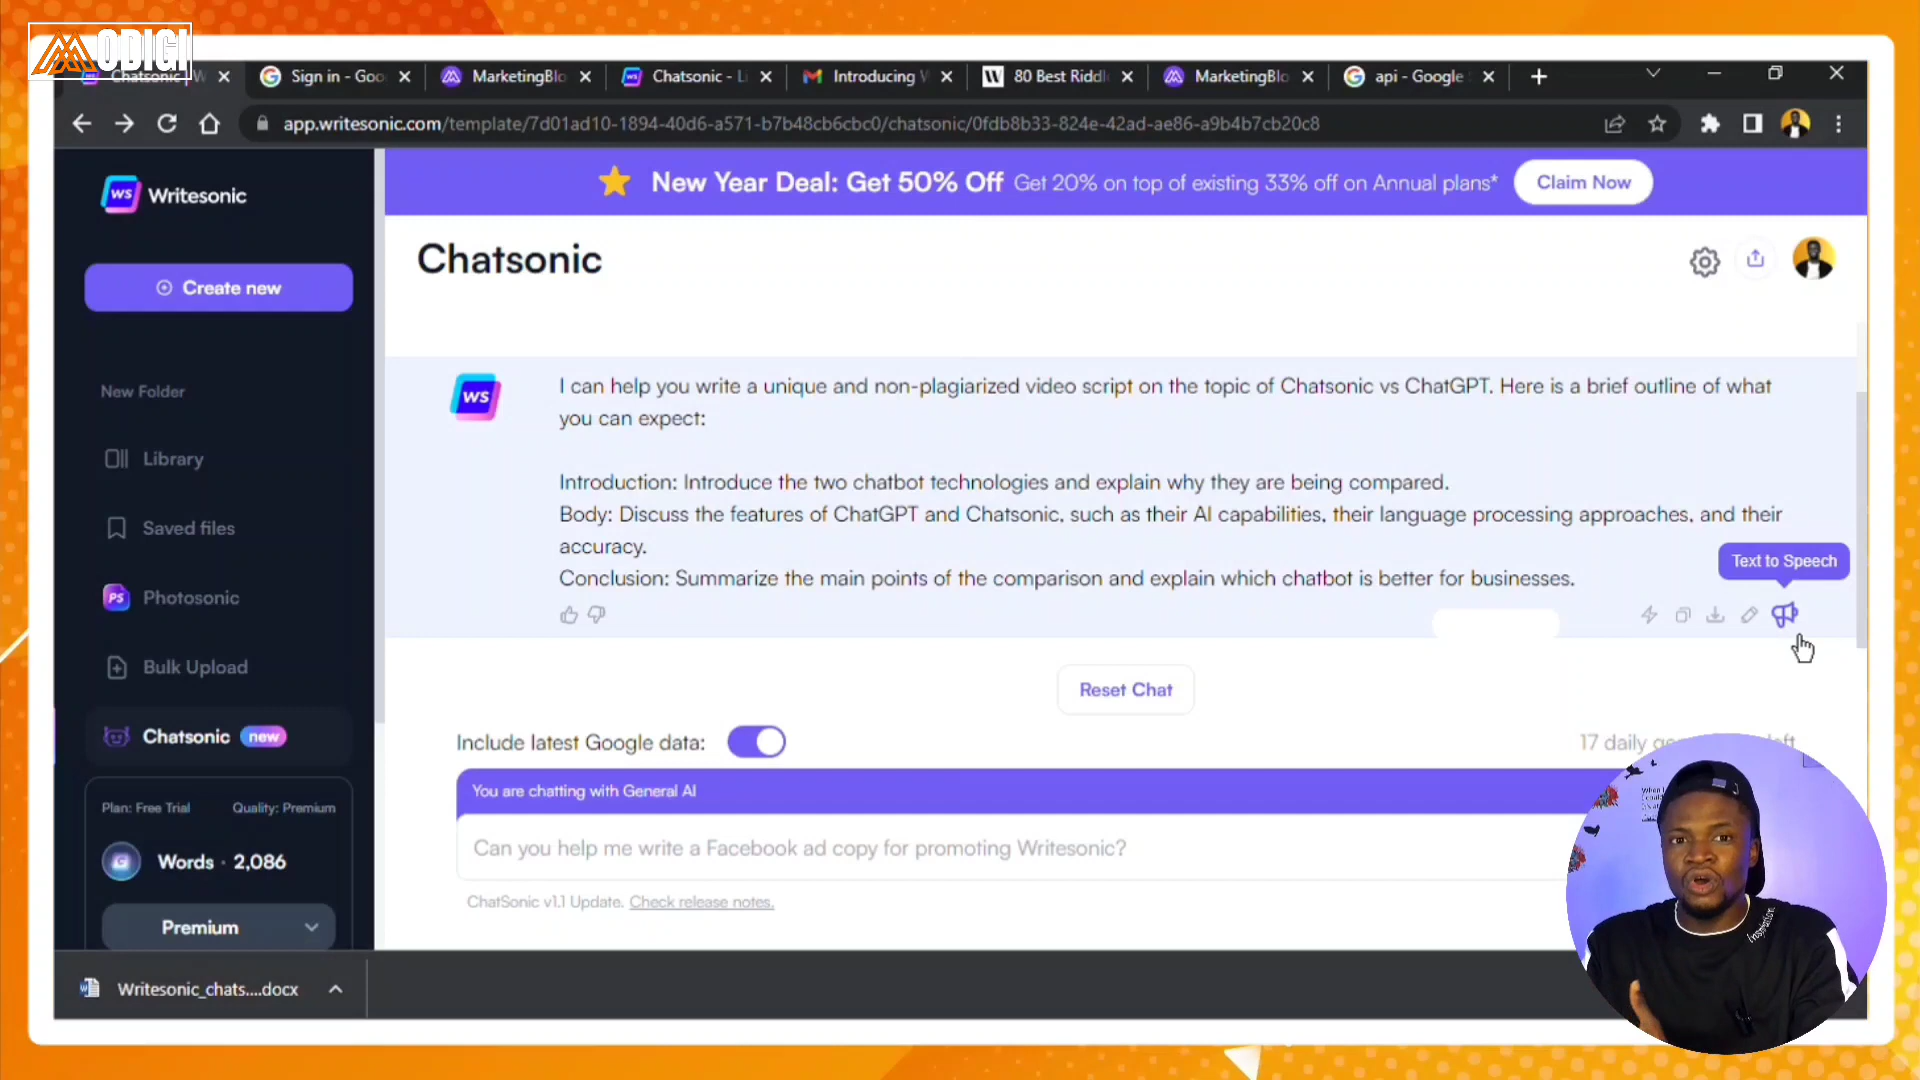 MODIGI
Chatsonic | W
Sign in - Goo
MarketingBlo
Chatsonic - Li
Introducing W
80 Best Riddl
MarketingBlo
api - Google
app.writesonic.com/template/7d01ad10-1894-40d6-a571-b7b48cb6cbc0/chatsonic/0fdb8b33-824e-42ad-ae86-a9b4b7cb20c8
WS Writesonic
New Year Deal: Get 50% Off Get 20% on top of existing 33% off on Annual plans* Claim Now
Create new
Chatsonic
New Folder
Library
Saved files
PS Photosonic
Bulk Upload
Chatsonic new
Plan: Free Trial Quality: Premium
G Words · 2,086
Premium
WS
I can help you write a unique and non-plagiarized video script on the topic of Chatsonic vs ChatGPT. Here is a brief outline of what
you can expect:
Introduction: Introduce the two chatbot technologies and explain why they are being compared.
Body: Discuss the features of ChatGPT and Chatsonic, such as their AI capabilities, their language processing approaches, and their
accuracy.
Conclusion: Summarize the main points of the comparison and explain which chatbot is better for businesses.
Text to Speech
Reset Chat
Include latest Google data:
17 daily
You are chatting with General AI
Can you help me write a Facebook ad copy for promoting Writesonic?
ChatSonic v1.1 Update. Check release notes.
Writesonic_chats....docx
Inspiration